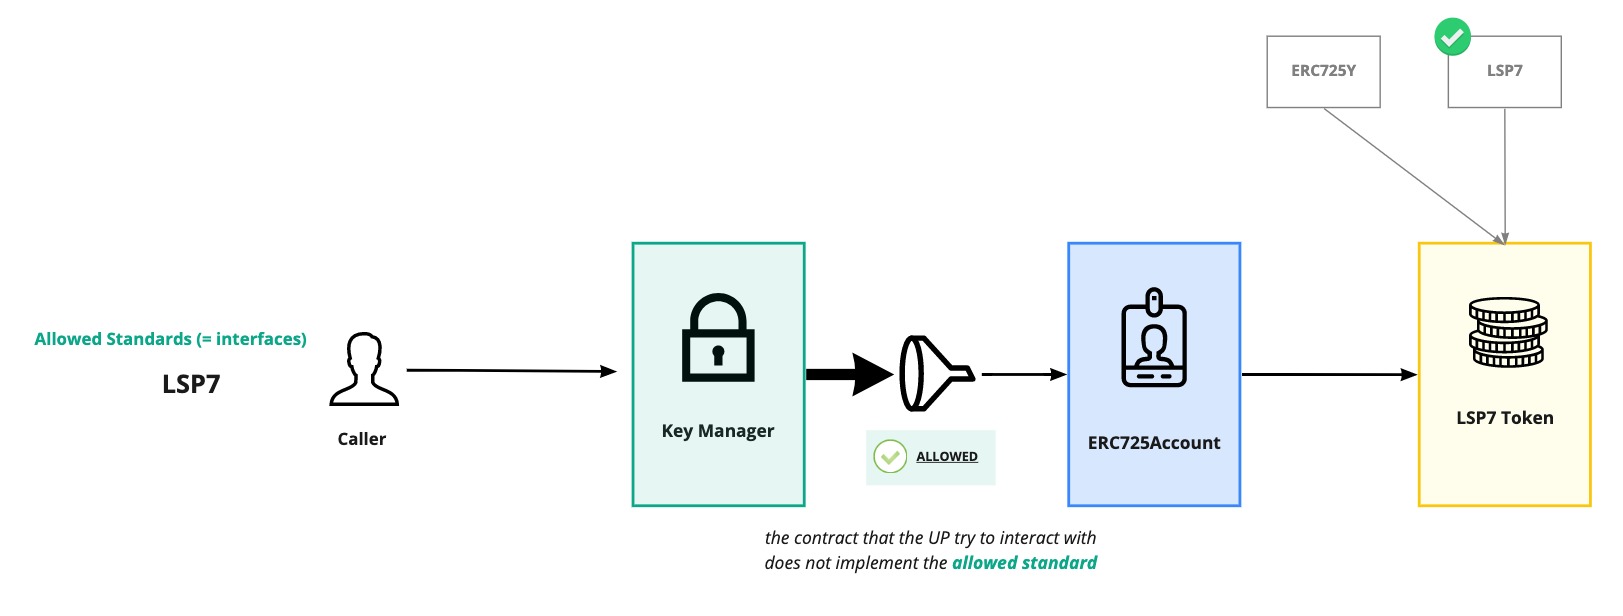 ERC725Y
LSP7
Allowed Standards (= interfaces)
LSP7
Caller
Key Manager
ALLOWED
ERC725Account
LSP7 Token
the contract that the UP try to interact with
does not implement the allowed standard